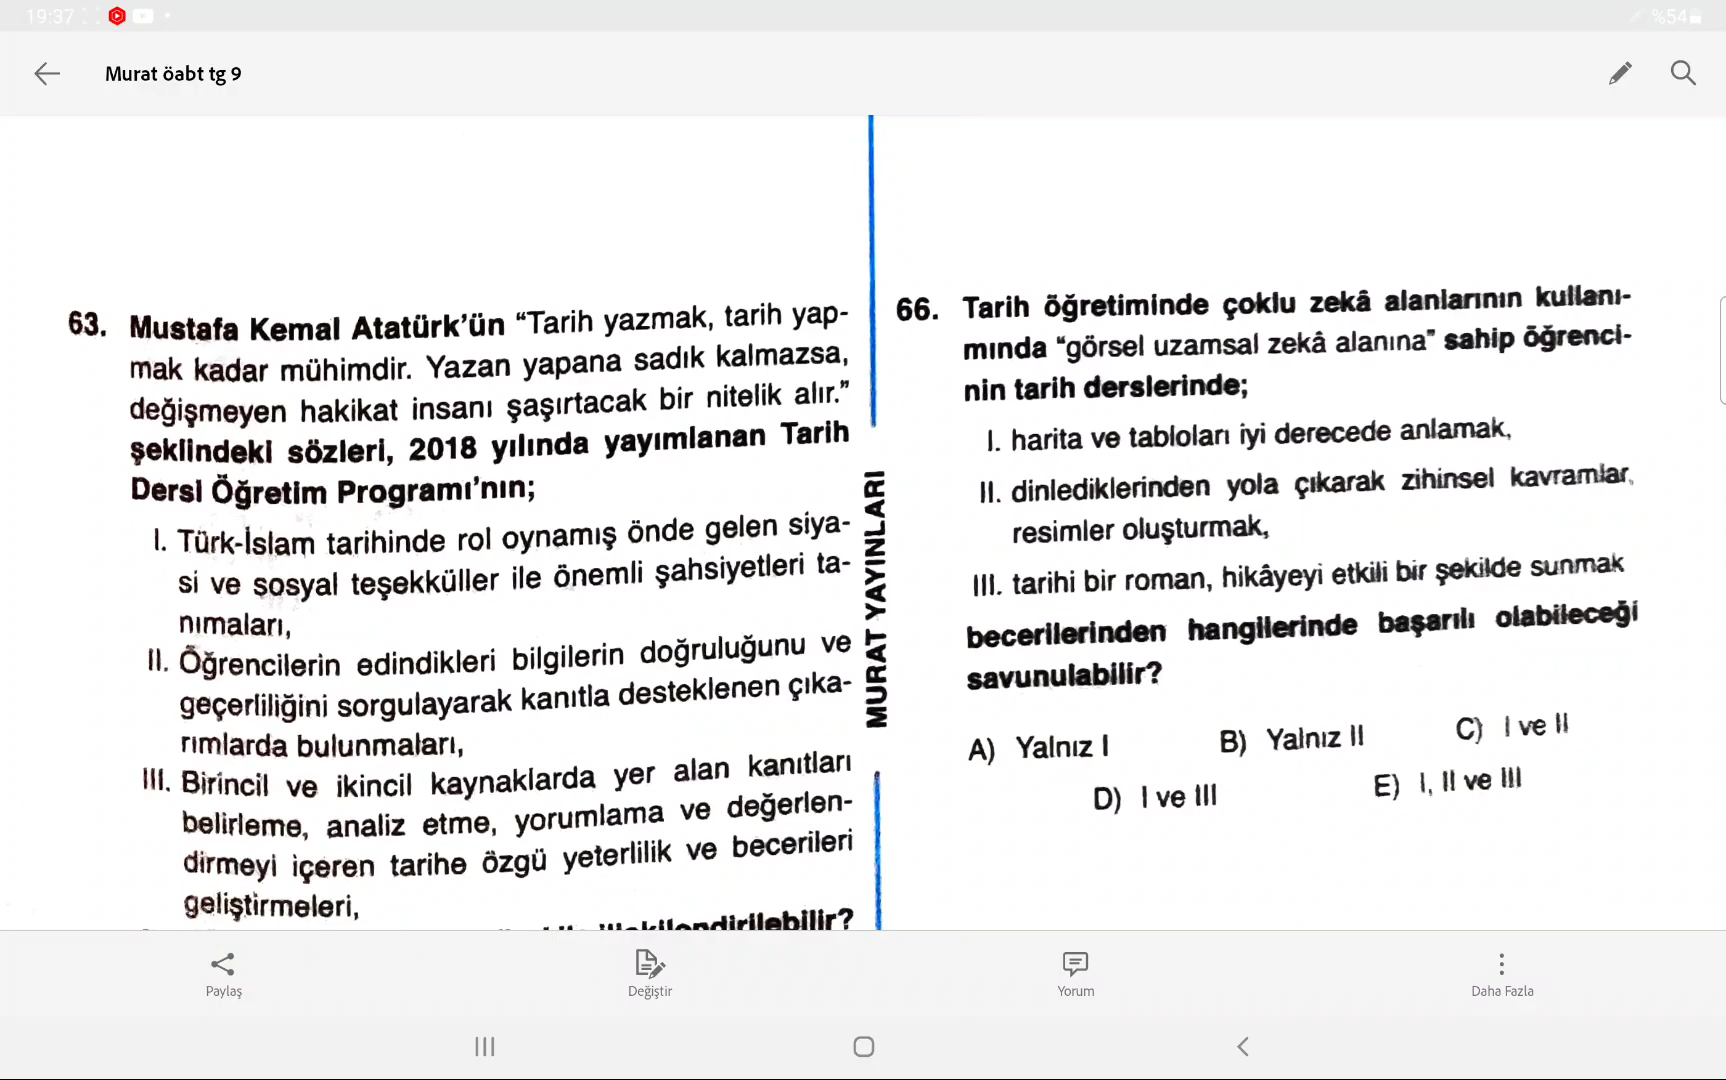 19:37
%54
Murat öabt tg 9
63. Mustafa Kemal Atatürk'ün “Tarih yazmak, tarih yap-
mak kadar mühimdir. Yazan yapana sadık kalmazsa,
değişmeyen hakikat insanı şaşırtacak bir nitelik alır.”
şeklindeki sözleri, 2018 yılında yayımlanan Tarih
Dersi Öğretim Programı'nın;
I. Türk-İslam tarihinde rol oynamış önde gelen siya-
si ve sosyal teşekküller ile önemli şahsiyetleri ta-
nımaları,
II. Öğrencilerin edindikleri bilgilerin doğruluğunu ve
geçerliliğini sorgulayarak kanıtla desteklenen çıka-
rımlarda bulunmaları,
III. Birincil ve ikincil kaynaklarda yer alan kanıtları
belirleme, analiz etme, yorumlama ve değerlen-
dirmeyi içeren tarihe özgü yeterlilik ve becerileri
geliştirmeleri,
ilişkilendirilebilir?
MURAT YAYINLARI
66. Tarih öğretiminde çoklu zekâ alanlarının kullanı-
mında “görsel uzamsal zekâ alanına” sahip öğrenci-
nin tarih derslerinde;
I. harita ve tabloları iyi derecede anlamak,
II. dinlediklerinden yola çıkarak zihinsel kavramlar,
resimler oluşturmak,
III. tarihi bir roman, hikâyeyi etkili bir şekilde sunmak
becerilerinden hangilerinde başarılı olabileceği
savunulabilir?
A) Yalnız I B) Yalnız II C) I ve II
D) I ve III E) I, II ve III
Paylaş
Değiştir
Yorum
Daha Fazla